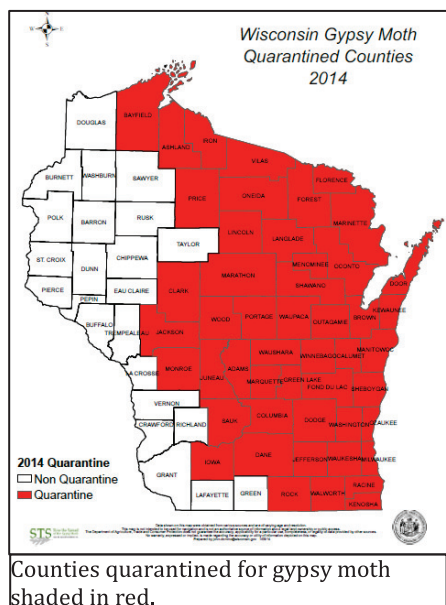 Wisconsin Gypsy Moth
Quarantined Counties
2014
DOUGLAS
BAYFIELD
ASHLAND
IRON
VILAS
BURNETT
WASHBURN
SAWYER
FLORENCE
PRICE
ONEIDA
FOREST
MARINETTE
POLK
BARRON
RUSK
LINCOLN
LANGLADE
TAYLOR
ST. CROIX
DUNN
CHIPPEWA
MENOMINEE
OCONTO
DOOR
MARATHON
SHAWANO
PIERCE
PEPIN
EAU CLAIRE
CLARK
KEWAUNEE
BUFFALO
TREMPEALEAU
JACKSON
WOOD
PORTAGE
WAUPACA
OUTAGAMIE
BROWN
WAUSHARA
WINNEBAGO
CALUMET
MANITOWOC
LA CROSSE
MONROE
JUNEAU
ADAMS
MARQUETTE
GREEN LAKE
FOND DU LAC
SHEBOYGAN
VERNON
CRAWFORD
RICHLAND
SAUK
COLUMBIA
DODGE
WASHINGTON
OZAUKEE
GRANT
IOWA
DANE
JEFFERSON
WAUKESHA
MILWAUKEE
LAFAYETTE
GREEN
ROCK
WALWORTH
RACINE
KENOSHA
2014 Quarantine
Non Quarantine
Quarantine
STS
Counties quarantined for gypsy moth
shaded in red.